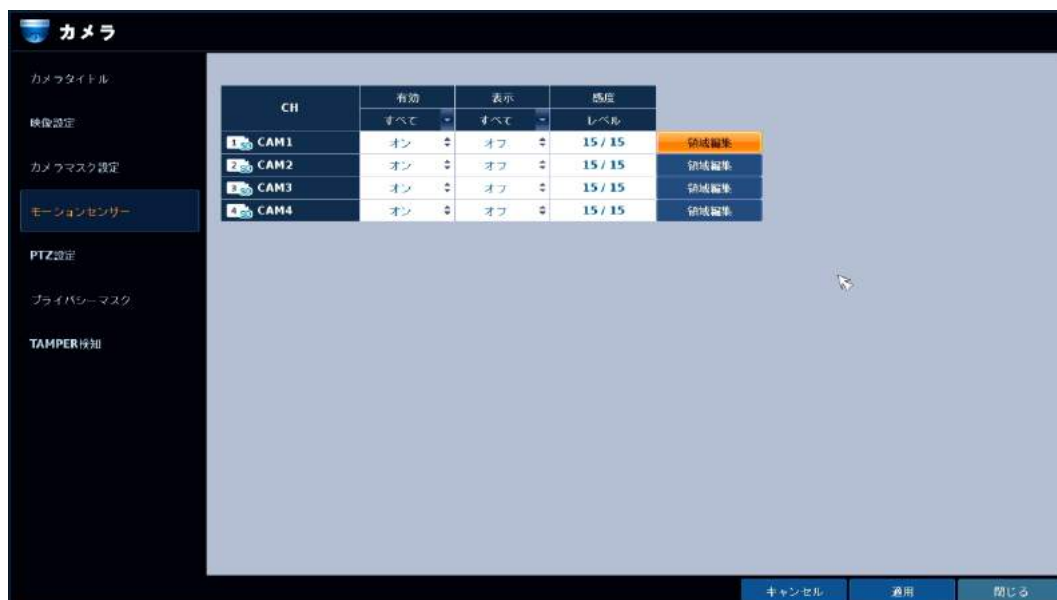 カメラ
カメラタイトル
映像設定
カメラマスク設定
モーションセンサー
PTZ設定
プライバシーマスク
TAMPER検知
CH 有効 表示 感度
すべて すべて レベル
1 CAM1 オン オフ 15 / 15 領域編集
2 CAM2 オン オフ 15 / 15 領域編集
3 CAM3 オン オフ 15 / 15 領域編集
4 CAM4 オン オフ 15 / 15 領域編集
キャンセル 適用 閉じる